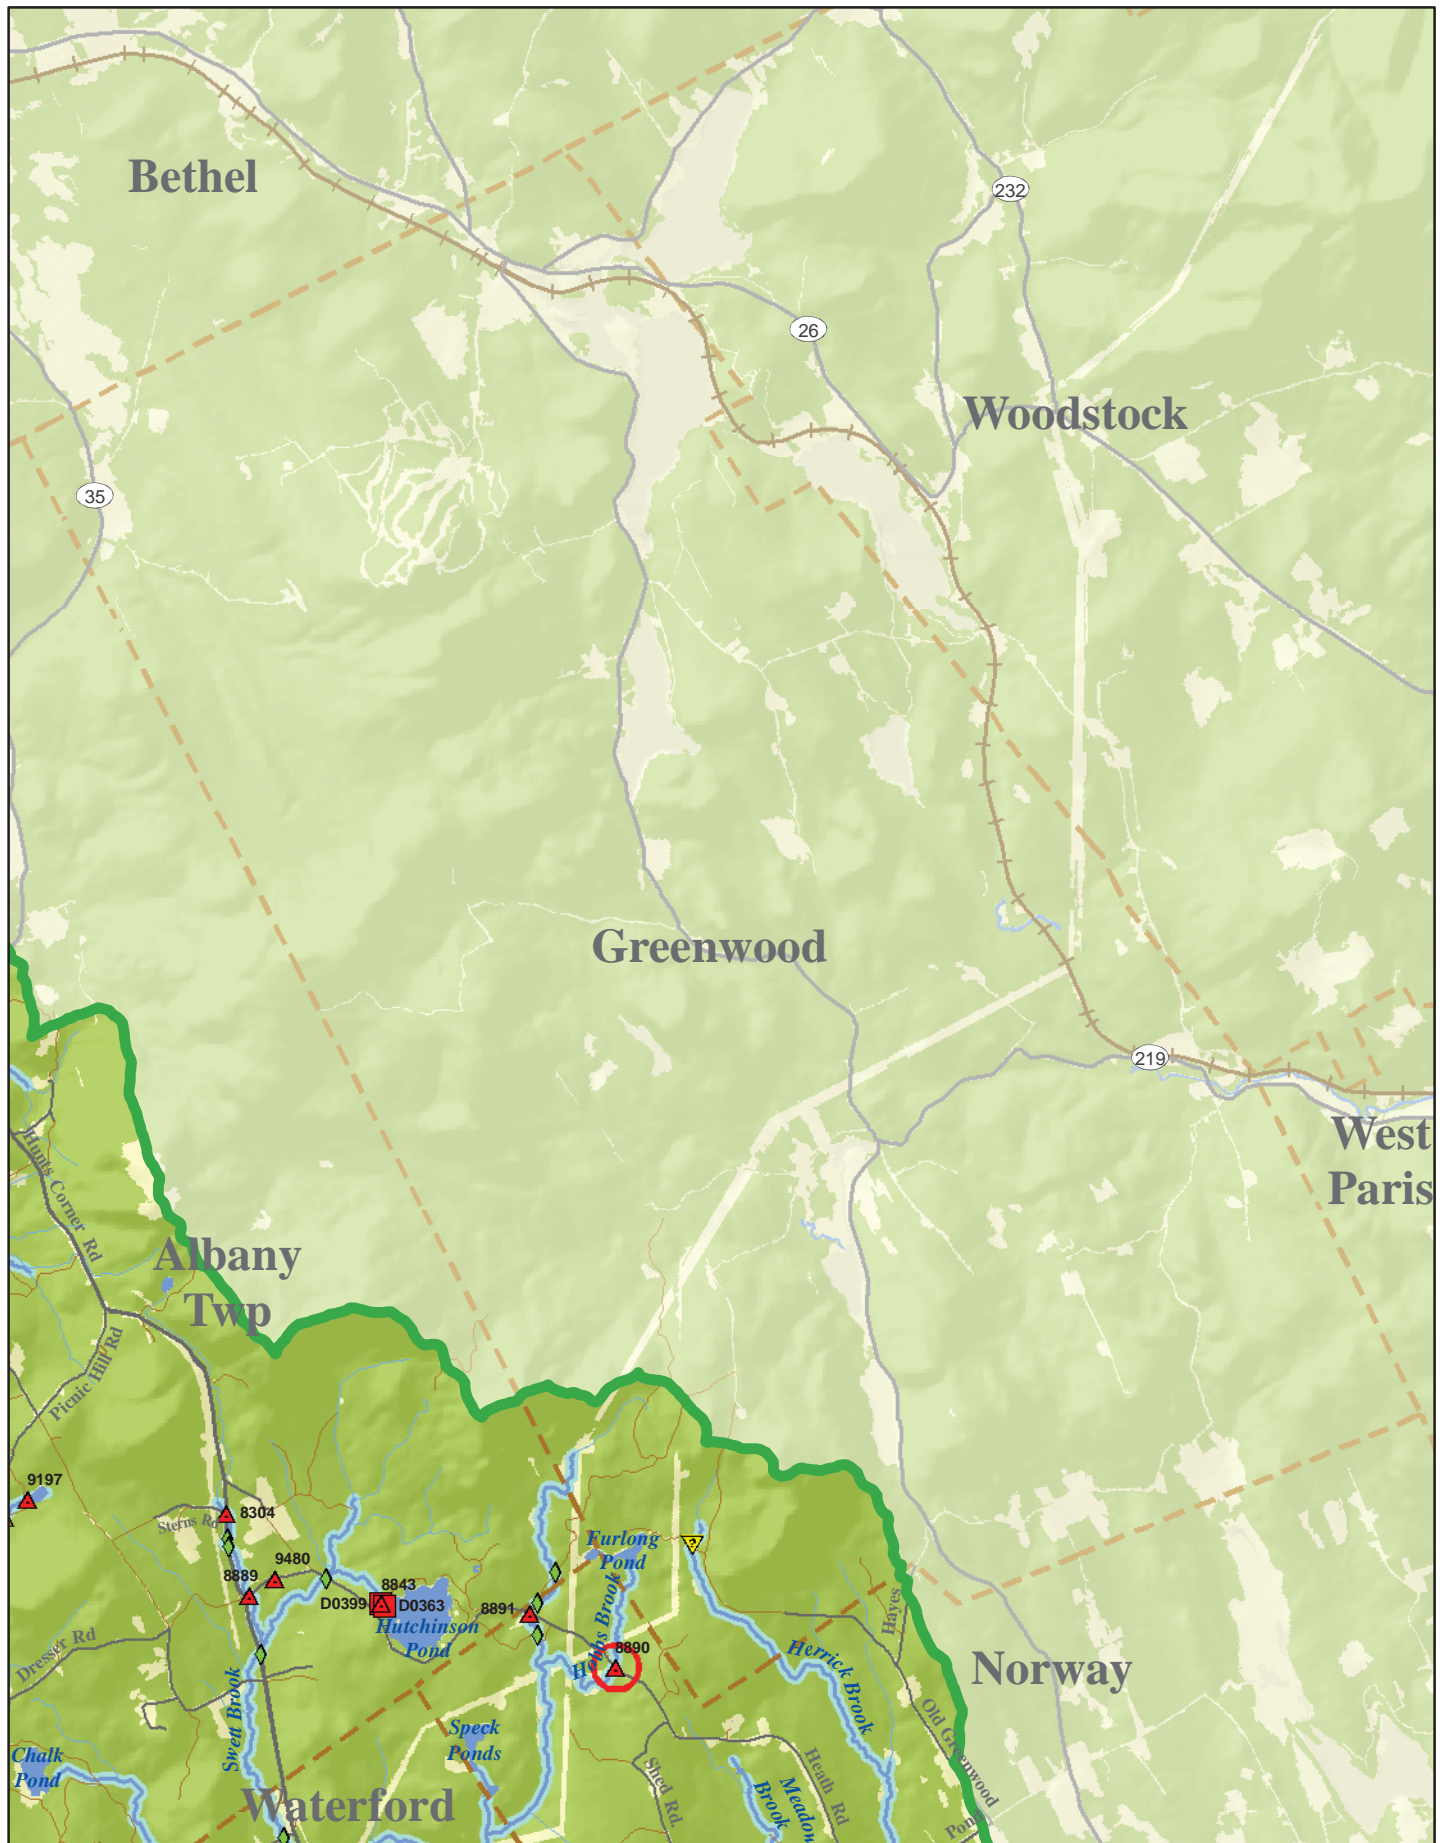 Bethel
232
26
Woodstock
35
Greenwood
219
West
Paris
Hunts Corner Rd
Albany
Twp
Picnic Hill Rd
9197
8304
Sterns Rd
Furlong
Pond
9480
8889
8843
D0399
D0363
8891
Hutchinson
Pond
Hobbs Brook
8890
Hayes
Dresser Rd
Herrick Brook
Norway
Swett Brook
Old Greenwood
Speck
Ponds
Chalk
Pond
Shed Rd.
Heath Rd
Meadow
Brook
Waterford
Pond